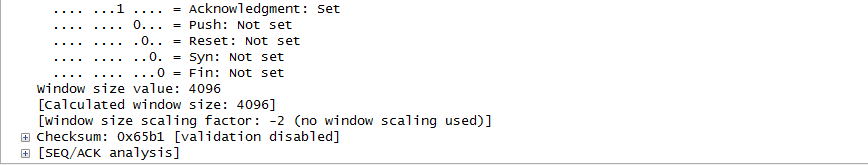 .... ...1 .... = Acknowledgment: Set
.... .... 0... = Push: Not set
.... .... .0.. = Reset: Not set
.... .... ..0. = Syn: Not set
.... .... ...0 = Fin: Not set
Window size value: 4096
[Calculated window size: 4096]
[Window size scaling factor: -2 (no window scaling used)]
Checksum: 0x65b1 [validation disabled]
[SEQ/ACK analysis]